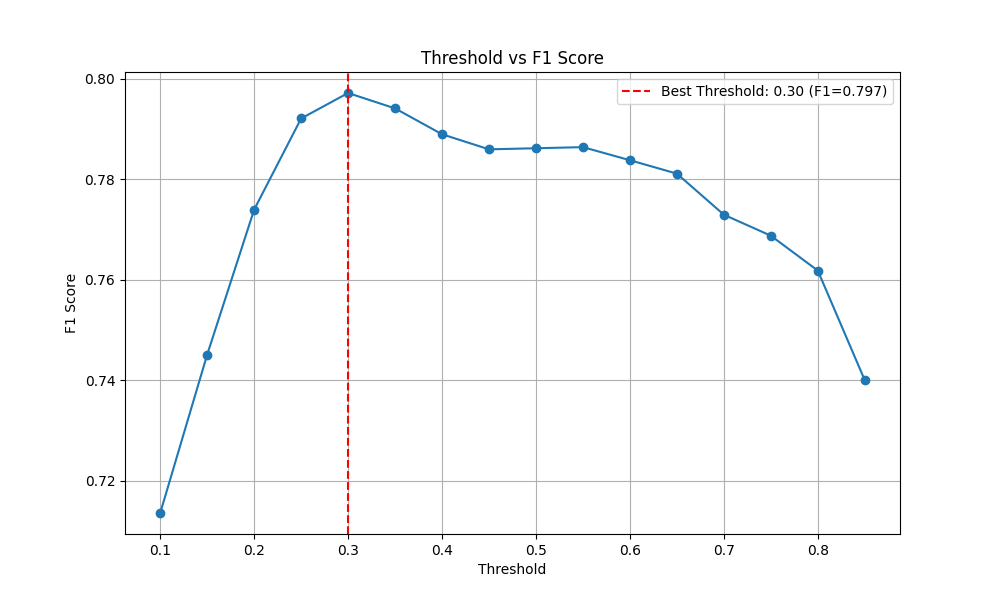 Threshold vs F1 Score
Best Threshold: 0.30 (F1=0.797)
F1 Score
0.80
0.78
0.76
0.74
0.72
0.1 0.2 0.3 0.4 0.5 0.6 0.7 0.8
Threshold